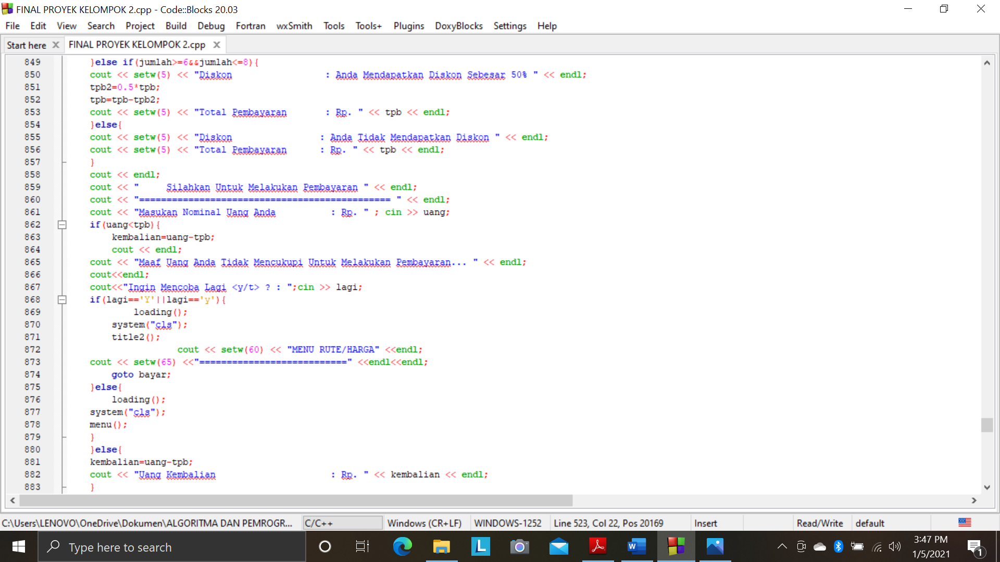 FINAL PROYEK KELOMPOK 2.cpp - Code::Blocks 20.03
File Edit View Search Project Build Debug Fortran wxSmith Tools Tools+ Plugins DoxyBlocks Settings Help
Start here FINAL PROYEK KELOMPOK 2.cpp
849 }else if(jumlah>=6&&jumlah<=8){
850 cout << setw(5) << "Diskon                 : Anda Mendapatkan Diskon Sebesar 50% " << endl;
851 tpb2=0.5*tpb;
852 tpb=tpb-tpb2;
853 cout << setw(5) << "Total Pembayaran       : Rp. " << tpb << endl;
854 }else{
855 cout << setw(5) << "Diskon                : Anda Tidak Mendapatkan Diskon " << endl;
856 cout << setw(5) << "Total Pembayaran      : Rp. " << tpb << endl;
857 }
858 cout << endl;
859 cout << "     Silahkan Untuk Melakukan Pembayaran " << endl;
860 cout << "============================================== " << endl;
861 cout << "Masukan Nominal Uang Anda          : Rp. " ; cin >> uang;
862 if(uang<tpb){
863     kembalian=uang-tpb;
864     cout << endl;
865 cout << "Maaf Uang Anda Tidak Mencukupi Untuk Melakukan Pembayaran... " << endl;
866 cout<<endl;
867 cout<<"Ingin Mencoba Lagi <y/t> ? : ";cin >> lagi;
868 if(lagi=='Y'||lagi=='y'){
869         loading();
870     system("cls");
871     title2();
872                 cout << setw(60) << "MENU RUTE/HARGA" <<endl;
873 cout << setw(65) <<"===========================" <<endl<<endl;
874     goto bayar;
875 }else{
876     loading();
877 system("cls");
878 menu();
879 }
880 }else{
881 kembalian=uang-tpb;
882 cout << "Uang Kembalian                     : Rp. " << kembalian << endl;
883 }
C:\Users\LENOVO\OneDrive\Dokumen\ALGORITMA DAN PEMROGR... C/C++ Windows (CR+LF) WINDOWS-1252 Line 523, Col 22, Pos 20169 Insert Read/Write default
Type here to search
3:47 PM
1/5/2021
1